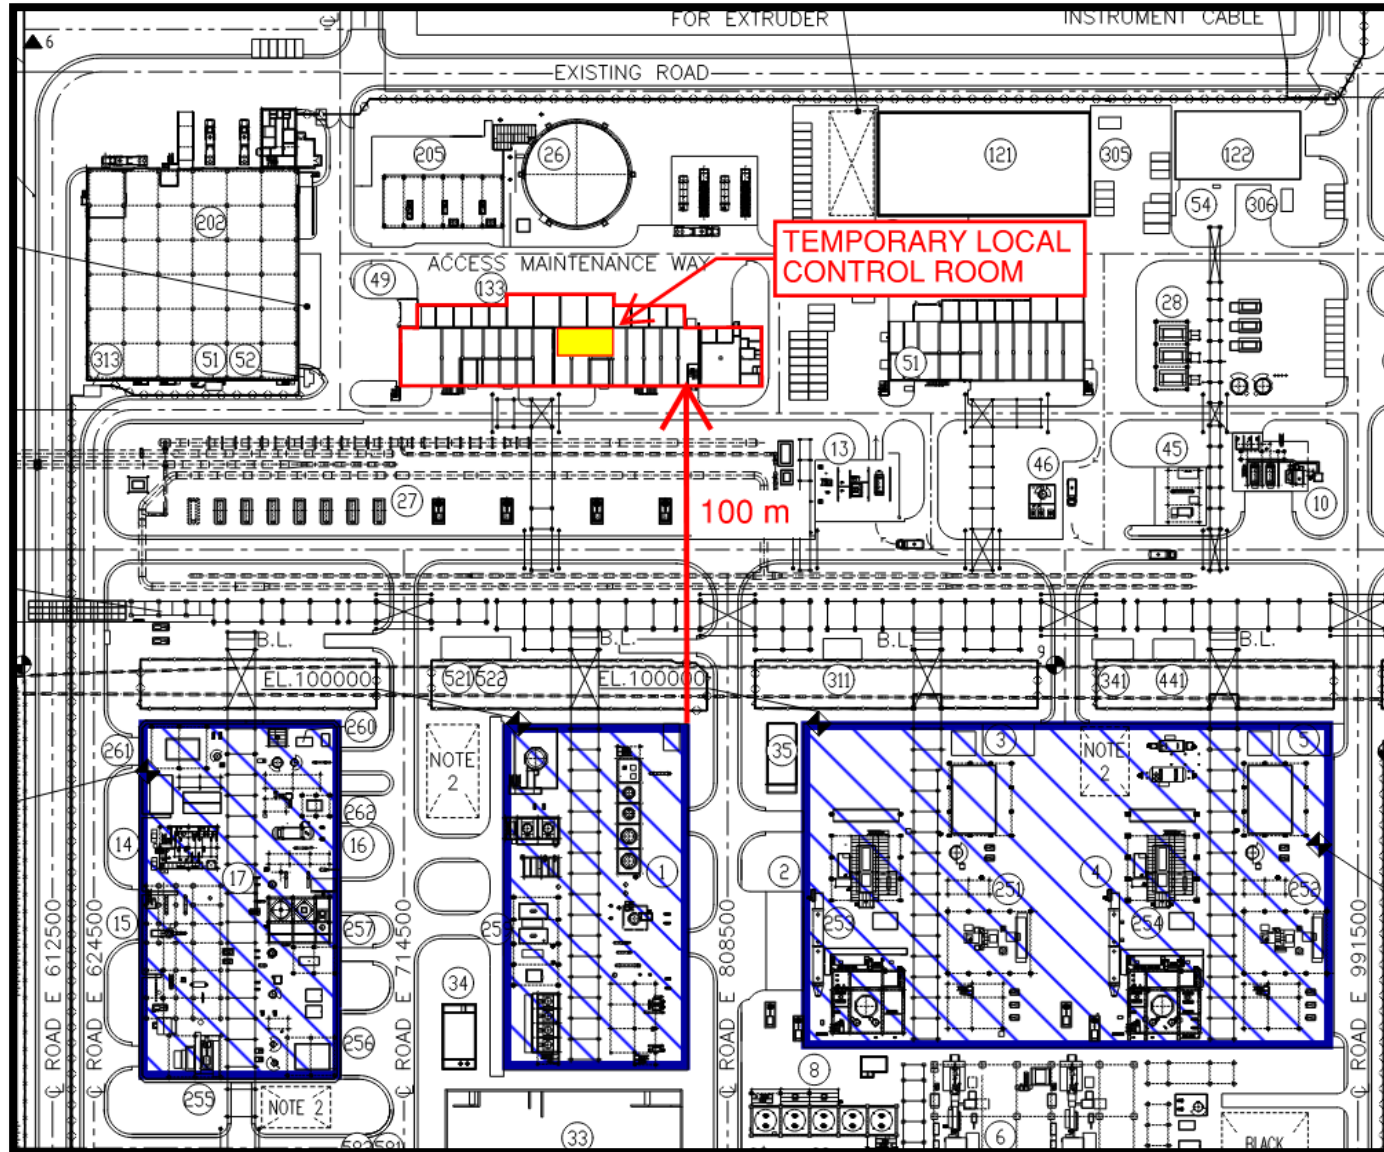 FOR EXTRUDER
INSTRUMENT CABLE
6
EXISTING ROAD
205
26
121
305
122
202
54
306
TEMPORARY LOCAL
CONTROL ROOM
ACCESS MAINTENANCE WAY
49
133
28
313
51
52
51
13
46
45
27
100 m
10
B.L.
B.L.
B.L.
B.L.
9
EL.100000
521
522
EL.100000
311
341
441
260
261
NOTE
2
35
3
NOTE
2
5
262
14
16
17
1
2
4
251
252
15
257
253
254
34
256
255
NOTE 2
8
33
6
BLACK
℄ ROAD E 612500
℄ ROAD E 624500
℄ ROAD E 714500
℄ ROAD E 808500
℄ ROAD E 991500